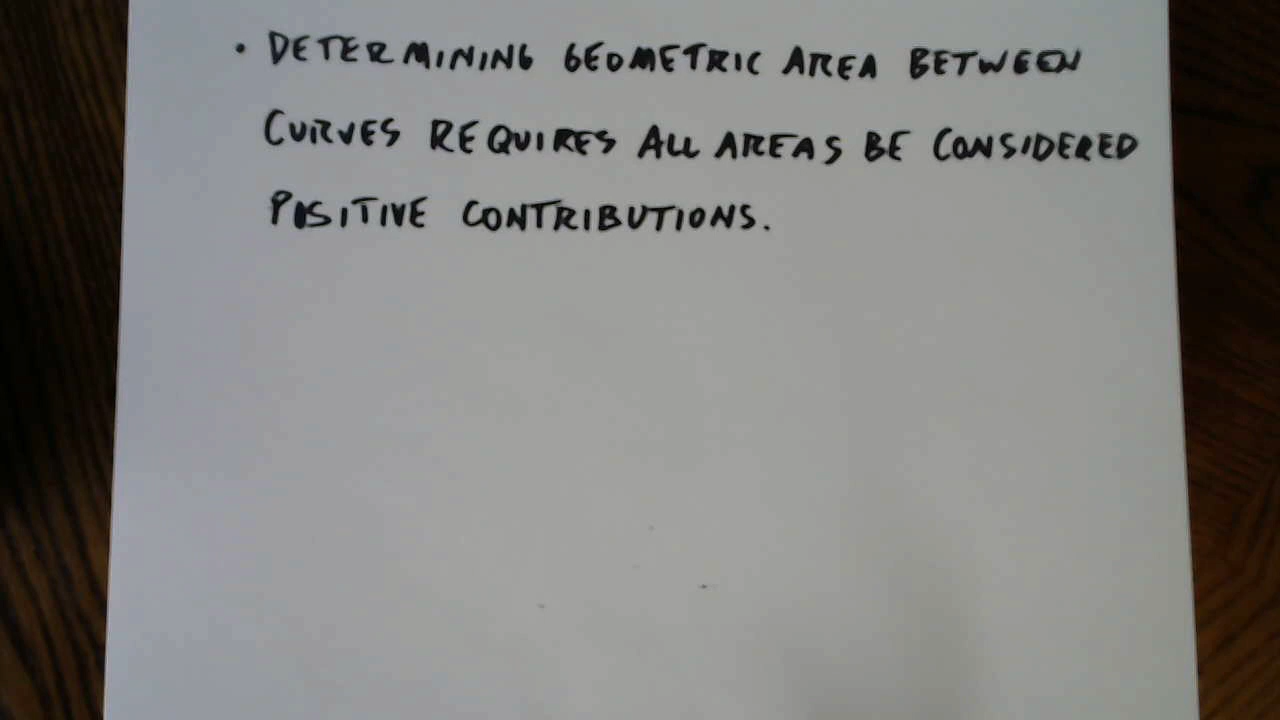 • DETERMINING GEOMETRIC AREA BETWEEN
CURVES REQUIRES ALL AREAS BE CONSIDERED
POSITIVE CONTRIBUTIONS.